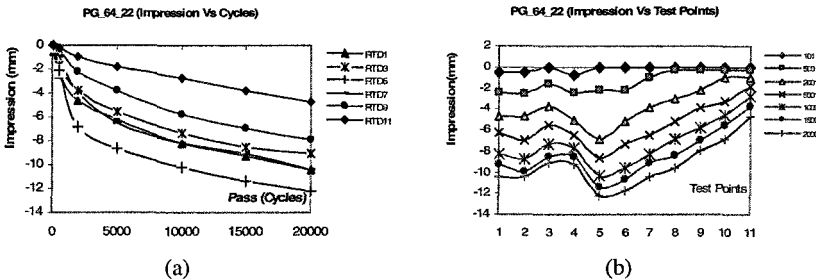 PG_64_22 (Impression Vs Cycles)
Impression (mm)
0
-2
-4
-6
-8
-10
-12
-14
0 5000 10000 15000 20000
Pass (Cycles)
RTD1
RTD3
RTD5
RTD7
RTD9
RTD11
(a)
PG_64_22 (Impression Vs Test Points)
Impression(mm)
2
0
-2
-4
-6
-8
-10
-12
-14
1 2 3 4 5 6 7 8 9 10 11
Test Points
101
(b)